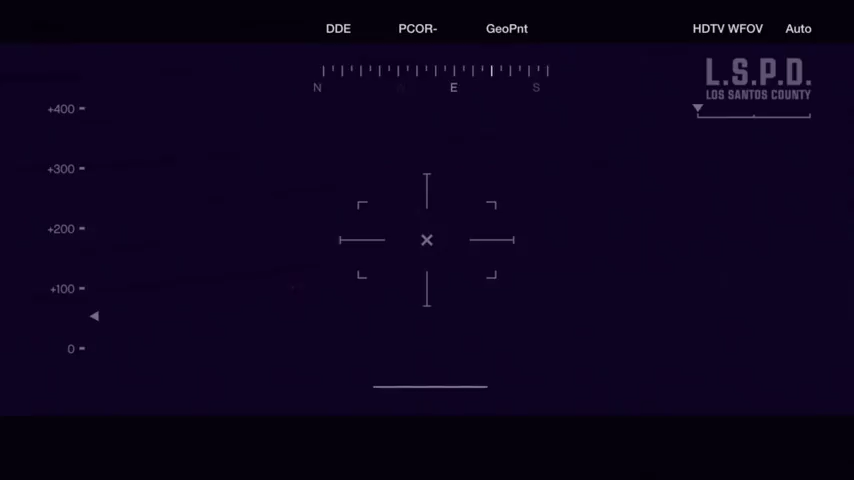 DDE PCOR- GeoPnt HDTV WFOV Auto
L.S.P.D.
LOS SANTOS COUNTY
N E S
+400
+300
+200
+100
0